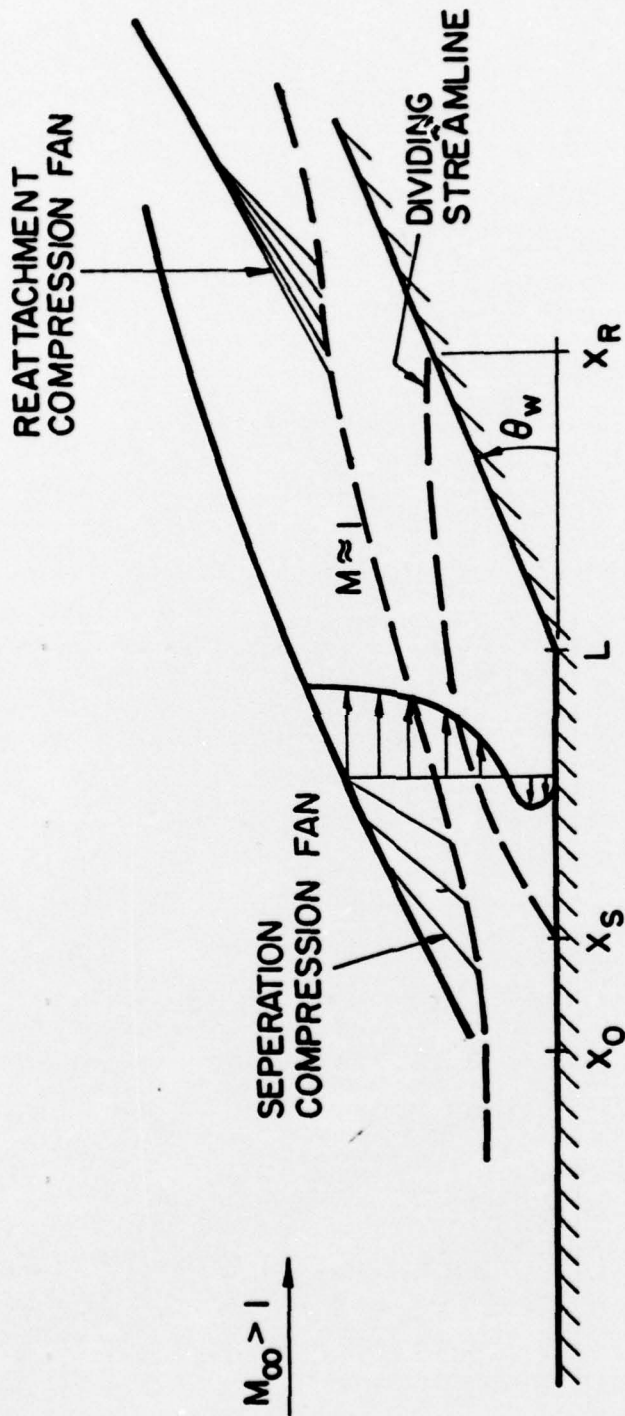 REATTACHMENT
COMPRESSION FAN
SEPERATION
COMPRESSION FAN
M∞ > 1
M ≈ 1
DIVIDING
STREAMLINE
θw
XO
XS
L
XR